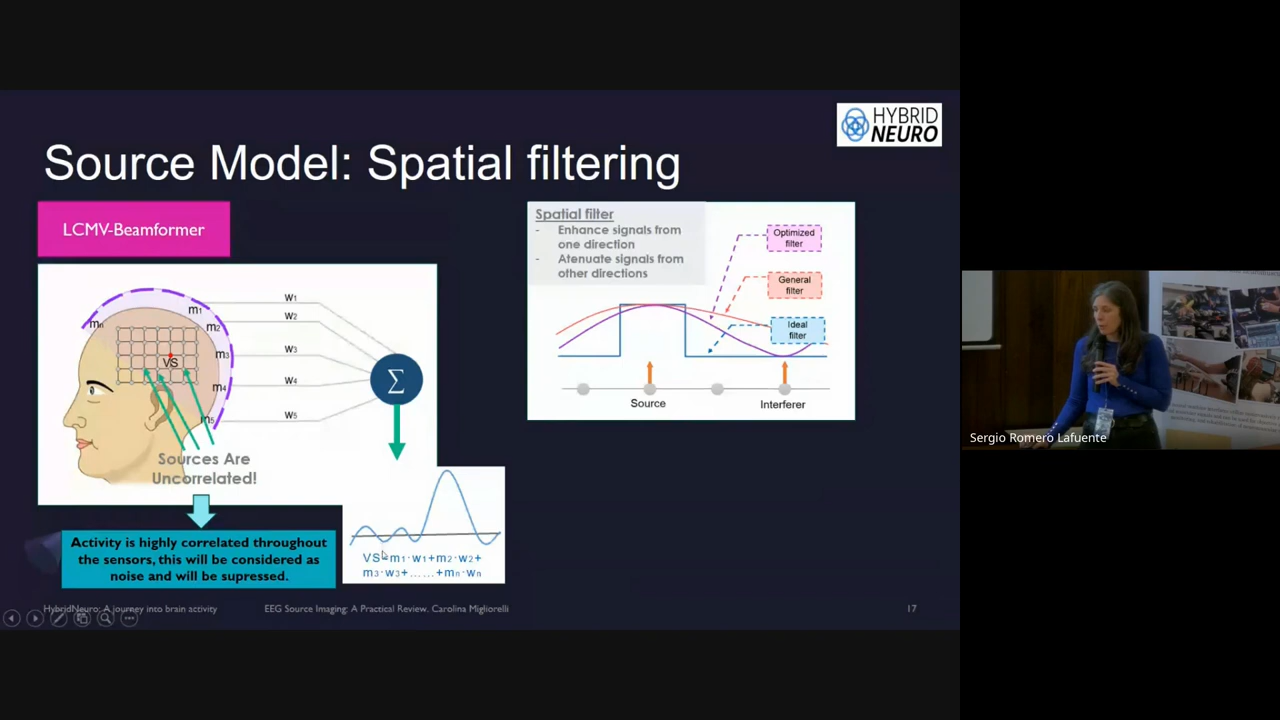 HYBRID
NEURO
Source Model: Spatial filtering
LCMV-Beamformer
m₁
m₂
m₃
m₄
m₅
mₙ
VS
W₁
W₂
W₃
W₄
W₅
Σ
Sources Are
Uncorrelated!
Activity is highly correlated throughout
the sensors, this will be considered as
noise and will be supressed.
VS=m₁·w₁+m₂·w₂+
m₃·w₃+......+mₙ·wₙ
Spatial filter
- Enhance signals from
one direction
- Atenuate signals from
other directions
Optimized
filter
General
filter
Ideal
filter
Source
Interferer
HybridNeuro: A journey into brain activity
EEG Source Imaging: A Practical Review. Carolina Migliorelli
17
Sergio Romero Lafuente